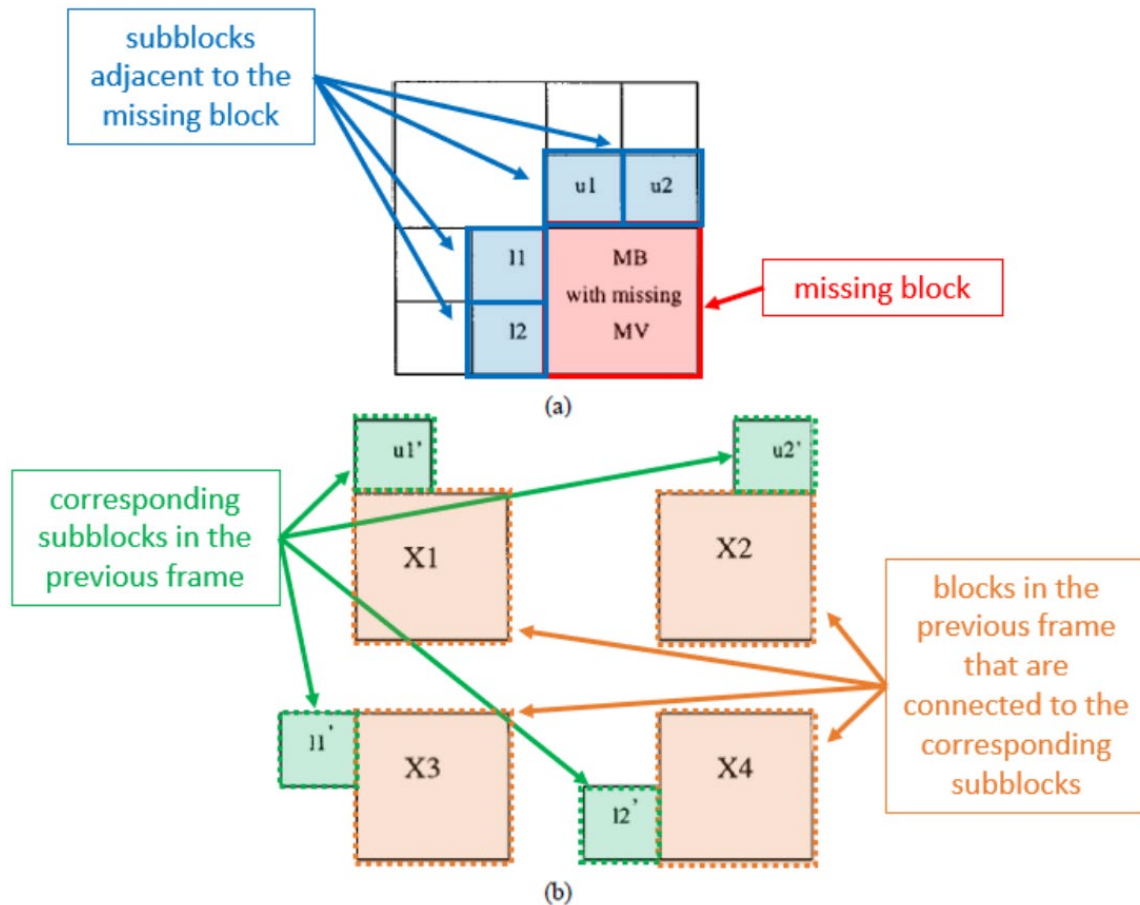 subblocks
adjacent to the
missing block
u1 u2
l1 MB
with missing
l2 MV
missing block
(a)
u1’ u2’
corresponding
subblocks in the
previous frame
X1 X2
blocks in the
previous frame
that are
connected to the
corresponding
subblocks
l1’ X3 X4
l2’
(b)